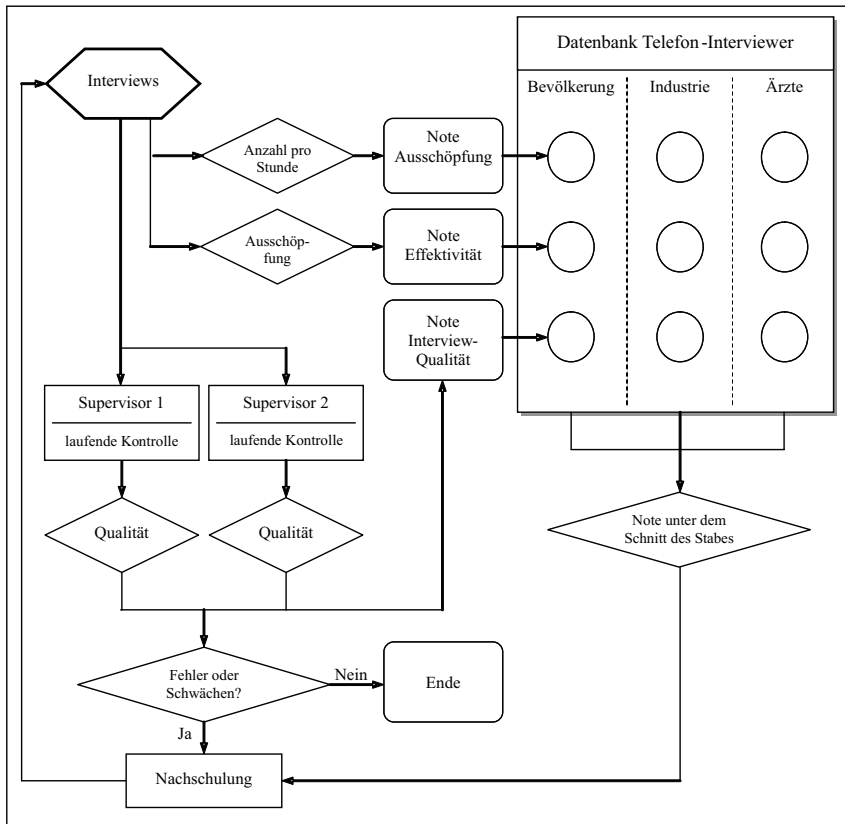 Datenbank Telefon-Interviewer
Interviews
Bevölkerung
Industrie
Ärzte
Anzahl pro
Stunde
Note
Ausschöpfung
Ausschöp-
fung
Note
Effektivität
Note
Interview-
Qualität
Supervisor 1
laufende Kontrolle
Supervisor 2
laufende Kontrolle
Qualität
Qualität
Note unter dem
Schnitt des Stabes
Fehler oder
Schwächen?
Nein
Ende
Ja
Nachschulung